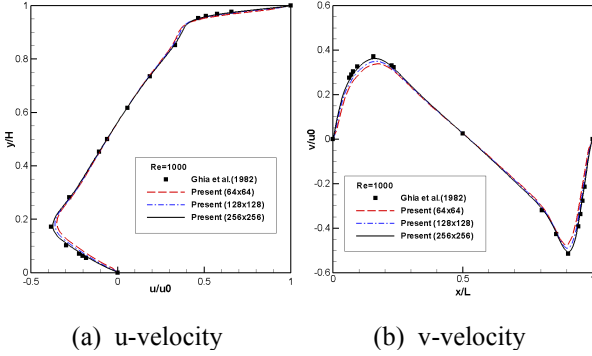 1
0.8
0.6
0.4
0.2
0
y/H
Re=1000
Ghia et al.(1982)
Present (64x64)
Present (128x128)
Present (256x256)
-0.5
0
0.5
1
u/u0
(a) u-velocity
0.6
0.4
0.2
0
-0.2
-0.4
-0.6
v/u0
Re=1000
Ghia et al.(1982)
Present (64x64)
Present (128x128)
Present (256x256)
0
0.5
1
x/L
(b) v-velocity